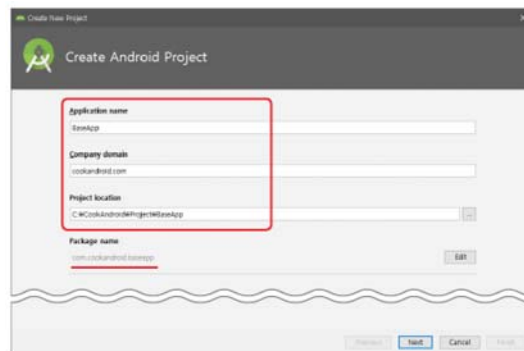 Create New Project
Create Android Project
Application name
BaseApp
Company domain
cookandroid.com
Project location
C:₩CookAndroid₩Project₩BaseApp
...
Package name
com.cookandroid.baseapp
Edit
Previous
Next
Cancel
Finish